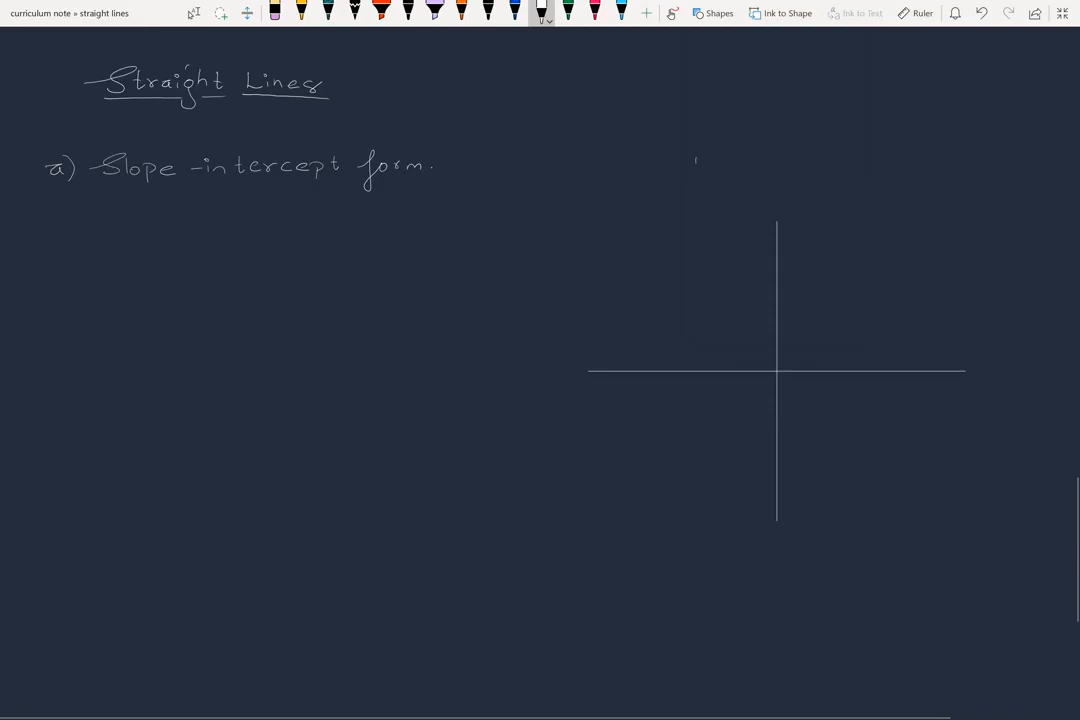 curriculum note » straight lines
Shapes
Ink to Shape
Ink to Text
Ruler
Straight Lines
a) Slope-intercept form.